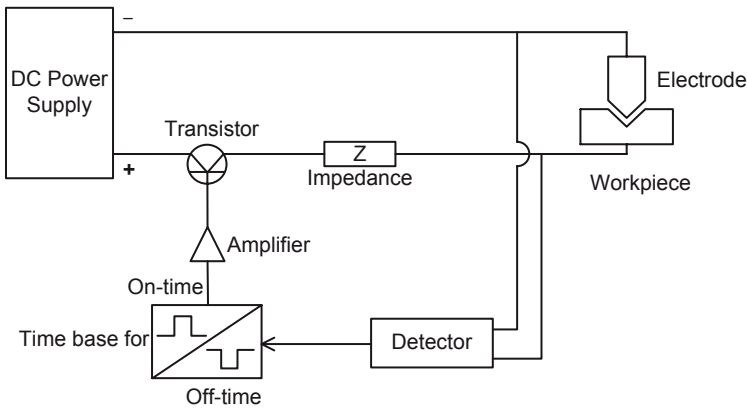 –
DC Power
Supply
Electrode
Transistor
+
Z
Impedance
Workpiece
Amplifier
On-time
Time base for
Detector
Off-time